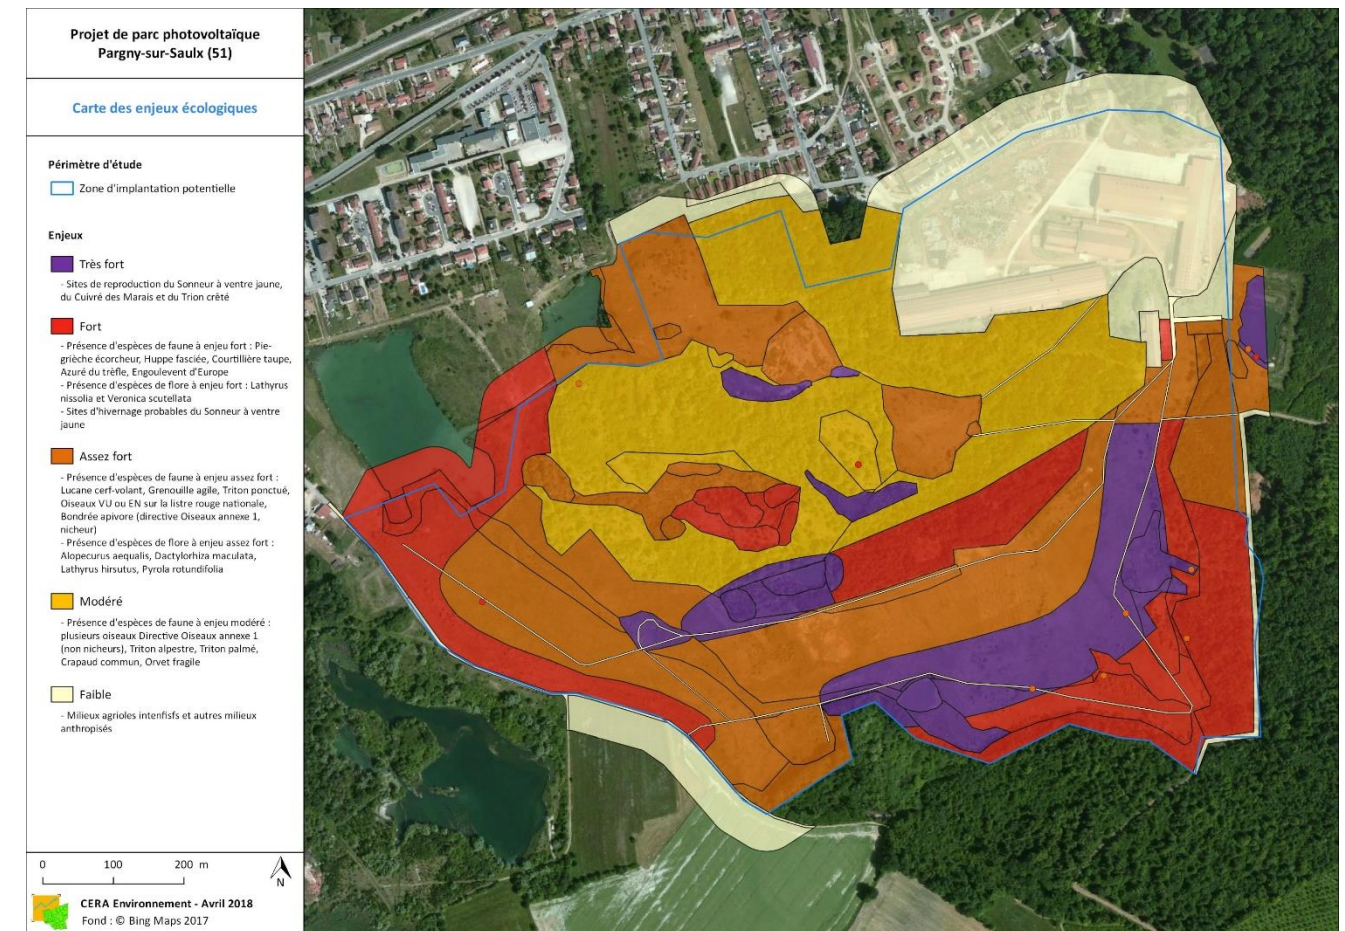 Projet de parc photovoltaïque
Pargny-sur-Saulx (51)
Carte des enjeux écologiques
Périmètre d'étude
Zone d'implantation potentielle
Enjeux
Très fort
- Sites de reproduction du Sonneur à ventre jaune,
du Cuivré des Marais et du Trion crêté
Fort
- Présence d'espèces de faune à enjeu fort : Pie-
grièche écorcheur, Huppe fasciée, Courtillière taupe,
Azuré du trèfle, Engoulevent d'Europe
- Présence d'espèces de flore à enjeu fort : Lathyrus
nissolia et Veronica scutellata
- Sites d'hivernage probables du Sonneur à ventre
jaune
Assez fort
- Présence d'espèces de faune à enjeu assez fort :
Lucane cerf-volant, Grenouille agile, Triton ponctué,
Oiseaux VU ou EN sur la listre rouge nationale,
Bondrée apivore (directive Oiseaux annexe 1,
nicheur)
- Présence d'espèces de flore à enjeu assez fort :
Alopecurus aequalis, Dactylorhiza maculata,
Lathyrus hirsutus, Pyrola rotundifolia
Modéré
- Présence d'espèces de faune à enjeu modéré :
plusieurs oiseaux Directive Oiseaux annexe 1
(non nicheurs), Triton alpestre, Triton palmé,
Crapaud commun, Orvet fragile
Faible
- Milieux agrioles intenfisfs et autres milieux
anthropisés
0 100 200 m
N
CERA Environnement - Avril 2018
Fond : © Bing Maps 2017